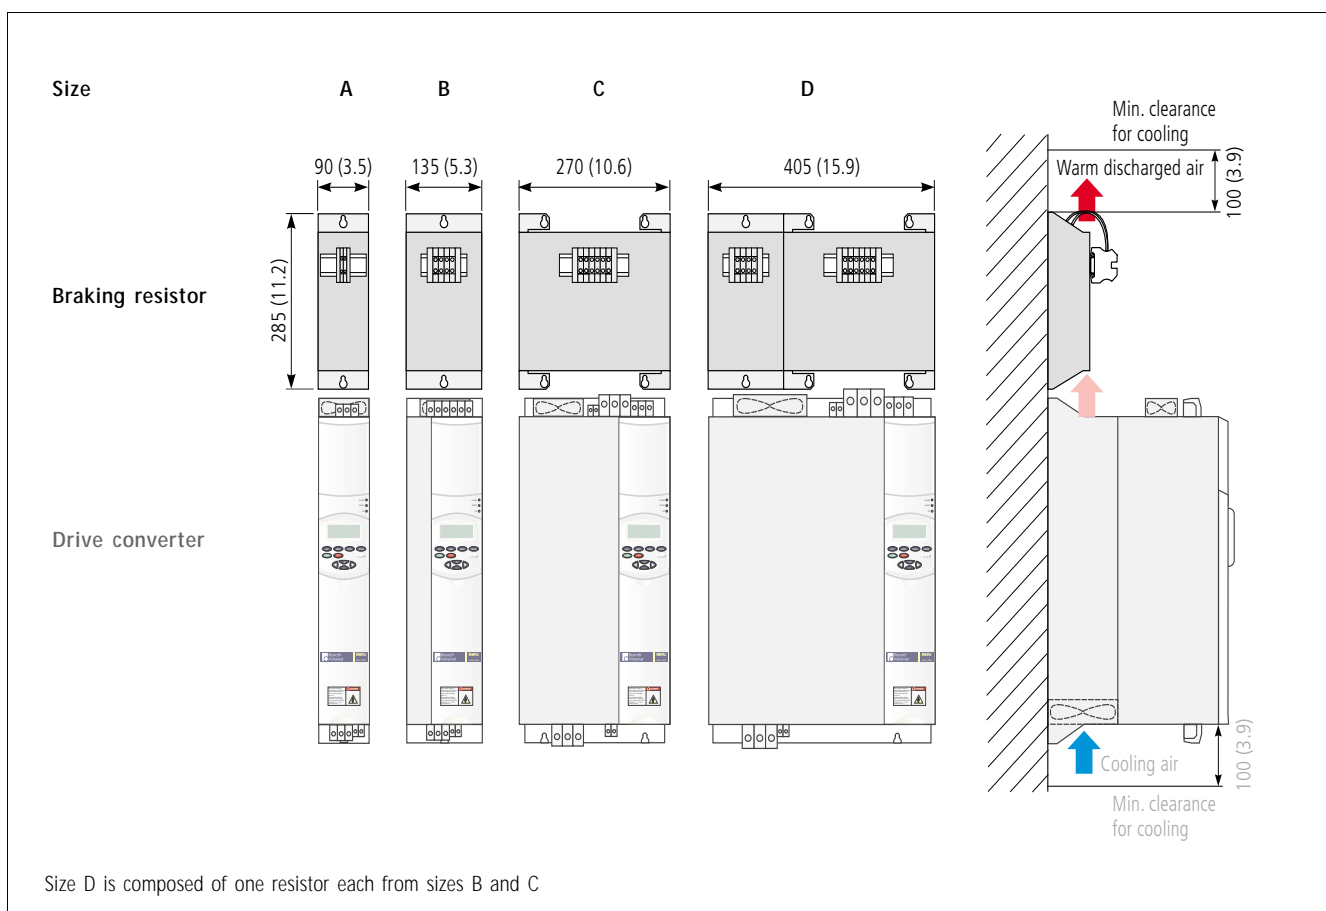 Size A B C D
Min. clearance
for cooling
90 (3.5) 135 (5.3) 270 (10.6) 405 (15.9)
Warm discharged air
100 (3.9)
285 (11.2)
Braking resistor
Drive converter
Cooling air
100 (3.9)
Min. clearance
for cooling
Size D is composed of one resistor each from sizes B and C